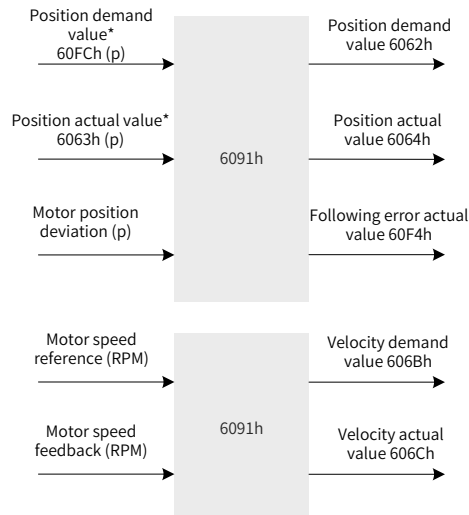 Position demand
value*
60FCh (p)
Position demand
value 6062h
Position actual value*
6063h (p)
6091h
Position actual
value 6064h
Motor position
deviation (p)
Following error actual
value 60F4h
Motor speed
reference (RPM)
Velocity demand
value 606Bh
6091h
Motor speed
feedback (RPM)
Velocity actual
value 606Ch